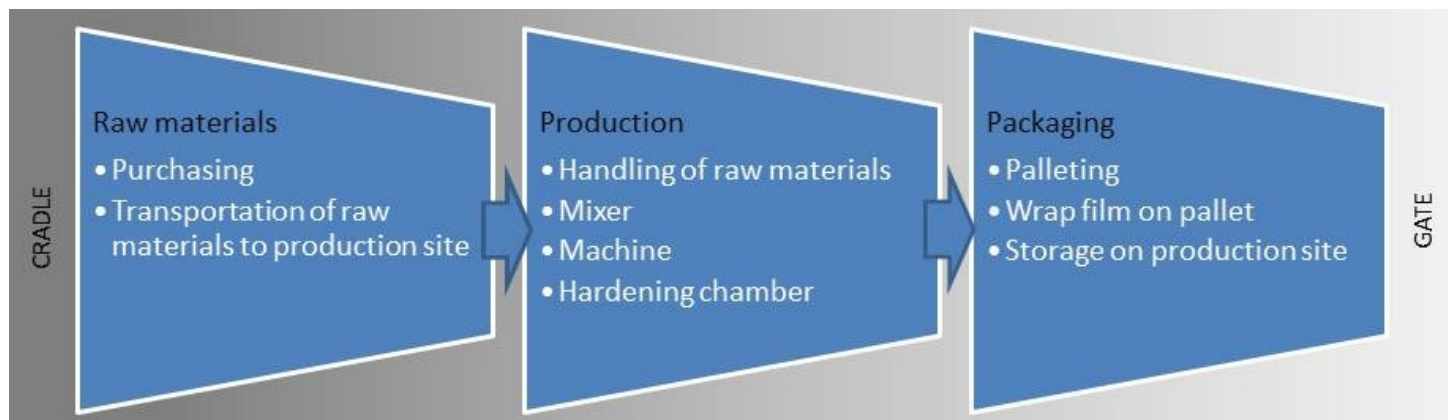 CRADLE
Raw materials
• Purchasing
• Transportation of raw
materials to production site
Production
• Handling of raw materials
• Mixer
• Machine
• Hardening chamber
Packaging
• Palleting
• Wrap film on pallet
• Storage on production site
GATE